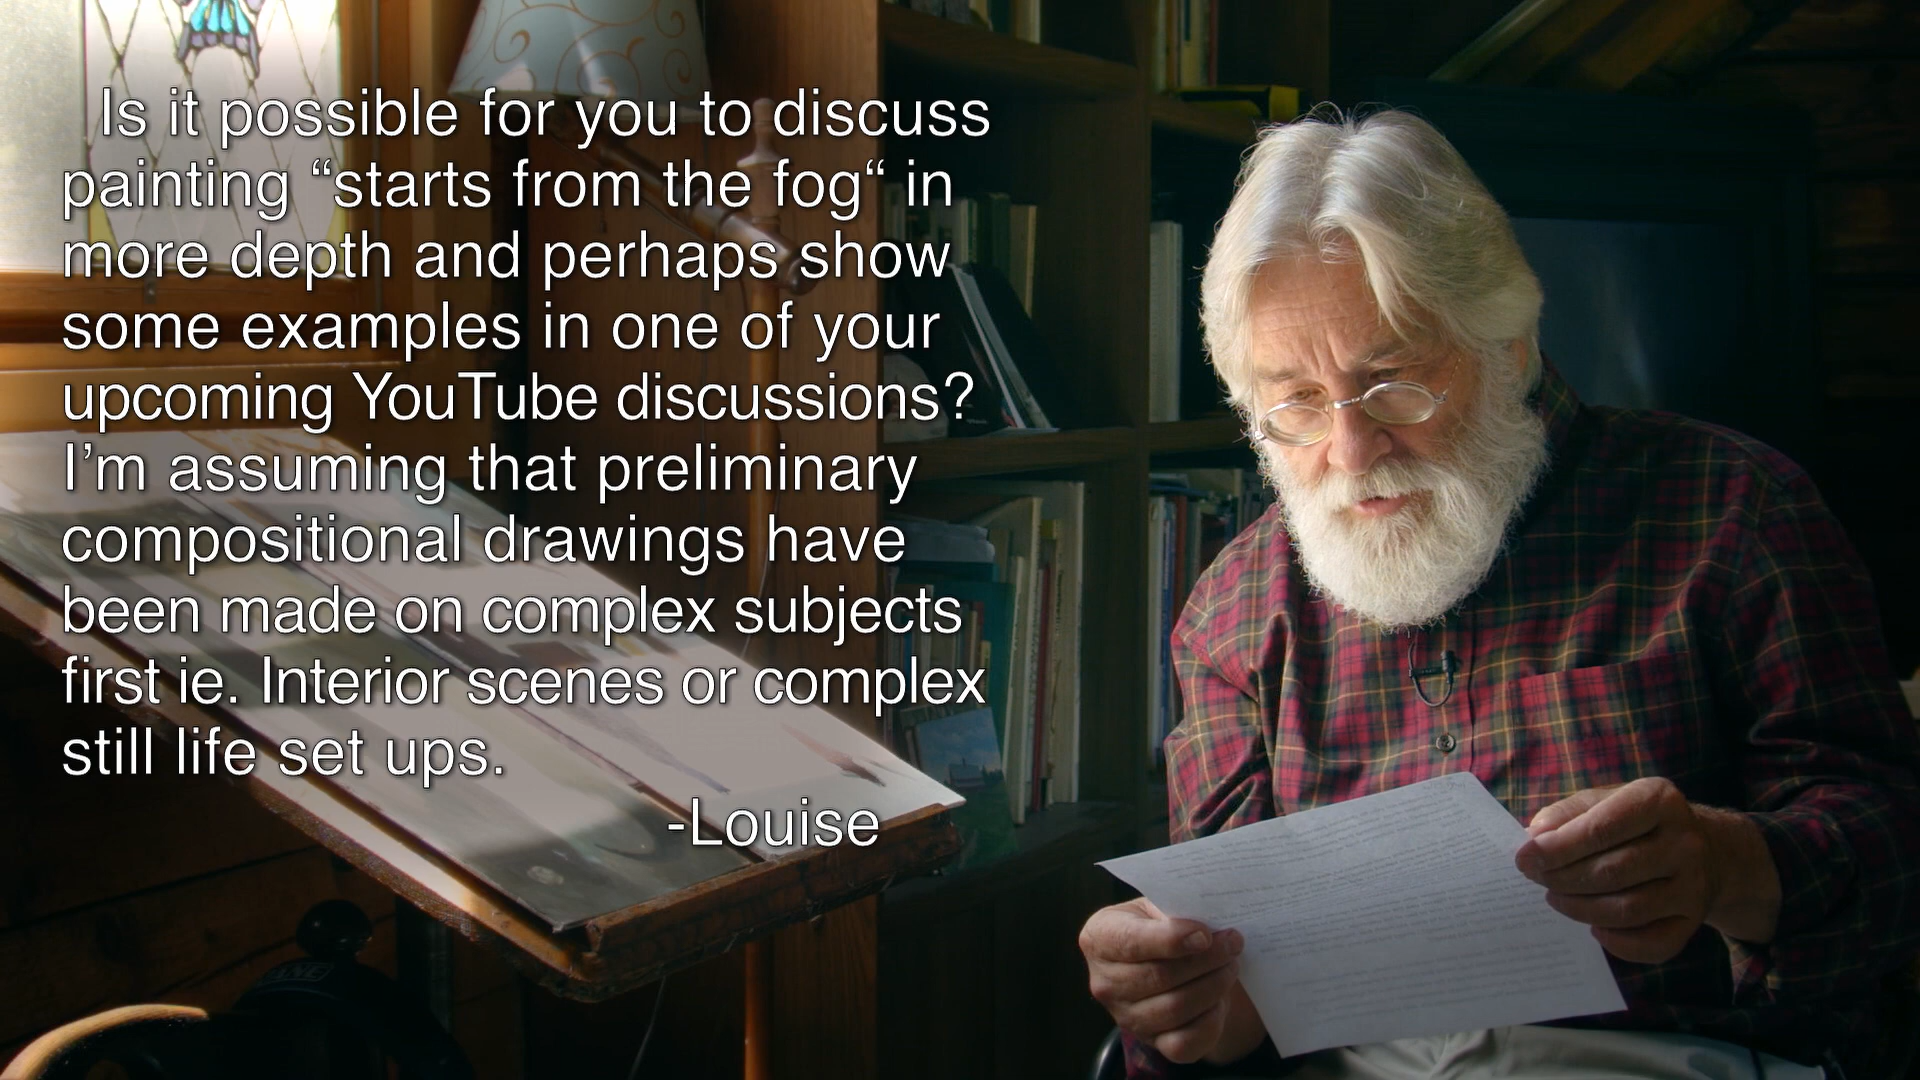 Is it possible for you to discuss
painting “starts from the fog“ in
more depth and perhaps show
some examples in one of your
upcoming YouTube discussions?
I’m assuming that preliminary
compositional drawings have
been made on complex subjects
first ie. Interior scenes or complex
still life set ups.
-Louise